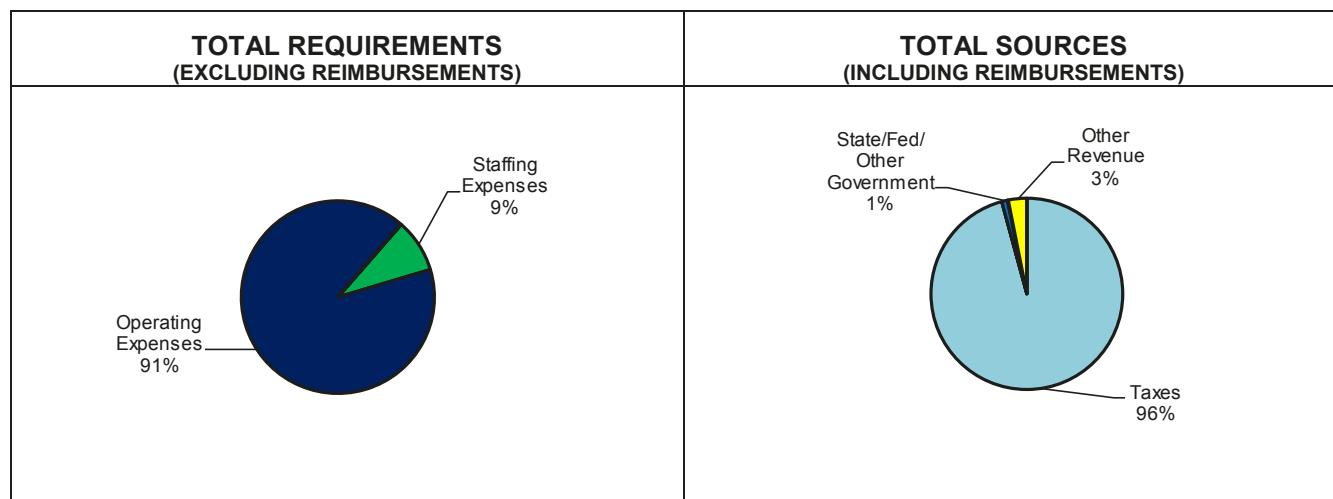 TOTAL REQUIREMENTS
(EXCLUDING REIMBURSEMENTS)
Staffing
Expenses
9%
Operating
Expenses
91%
TOTAL SOURCES
(INCLUDING REIMBURSEMENTS)
State/Fed/
Other
Government
1%
Other
Revenue
3%
Taxes
96%